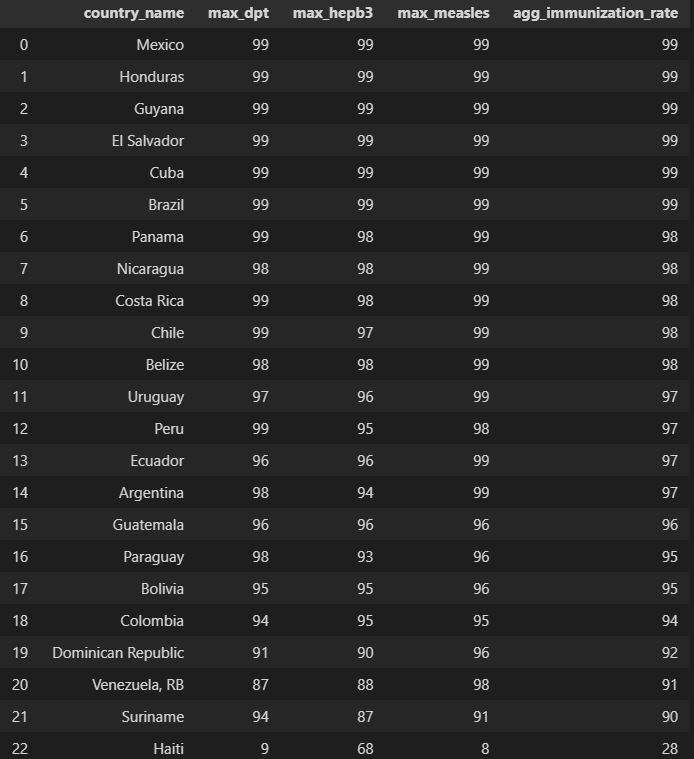 country_name max_dpt max_hepb3 max_measles agg_immunization_rate
0 Mexico 99 99 99 99
1 Honduras 99 99 99 99
2 Guyana 99 99 99 99
3 El Salvador 99 99 99 99
4 Cuba 99 99 99 99
5 Brazil 99 99 99 99
6 Panama 99 98 99 98
7 Nicaragua 98 98 99 98
8 Costa Rica 99 98 99 98
9 Chile 99 97 99 98
10 Belize 98 98 99 98
11 Uruguay 97 96 99 97
12 Peru 99 95 98 97
13 Ecuador 96 96 99 97
14 Argentina 98 94 99 97
15 Guatemala 96 96 96 96
16 Paraguay 98 93 96 95
17 Bolivia 95 95 96 95
18 Colombia 94 95 95 94
19 Dominican Republic 91 90 96 92
20 Venezuela, RB 87 88 98 91
21 Suriname 94 87 91 90
22 Haiti 9 68 8 28